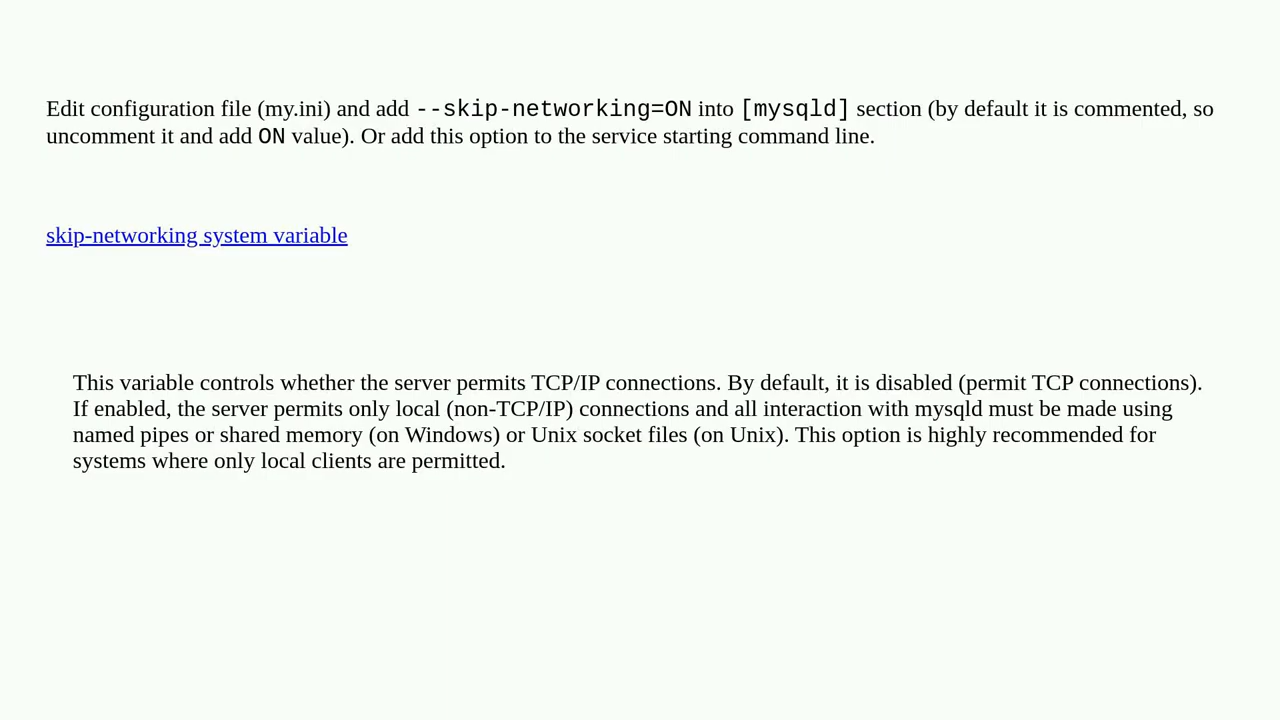 Edit configuration file (my.ini) and add --skip-networking=ON into [mysqld] section (by default it is commented, so
uncomment it and add ON value). Or add this option to the service starting command line.
skip-networking system variable
This variable controls whether the server permits TCP/IP connections. By default, it is disabled (permit TCP connections).
If enabled, the server permits only local (non-TCP/IP) connections and all interaction with mysqld must be made using
named pipes or shared memory (on Windows) or Unix socket files (on Unix). This option is highly recommended for
systems where only local clients are permitted.